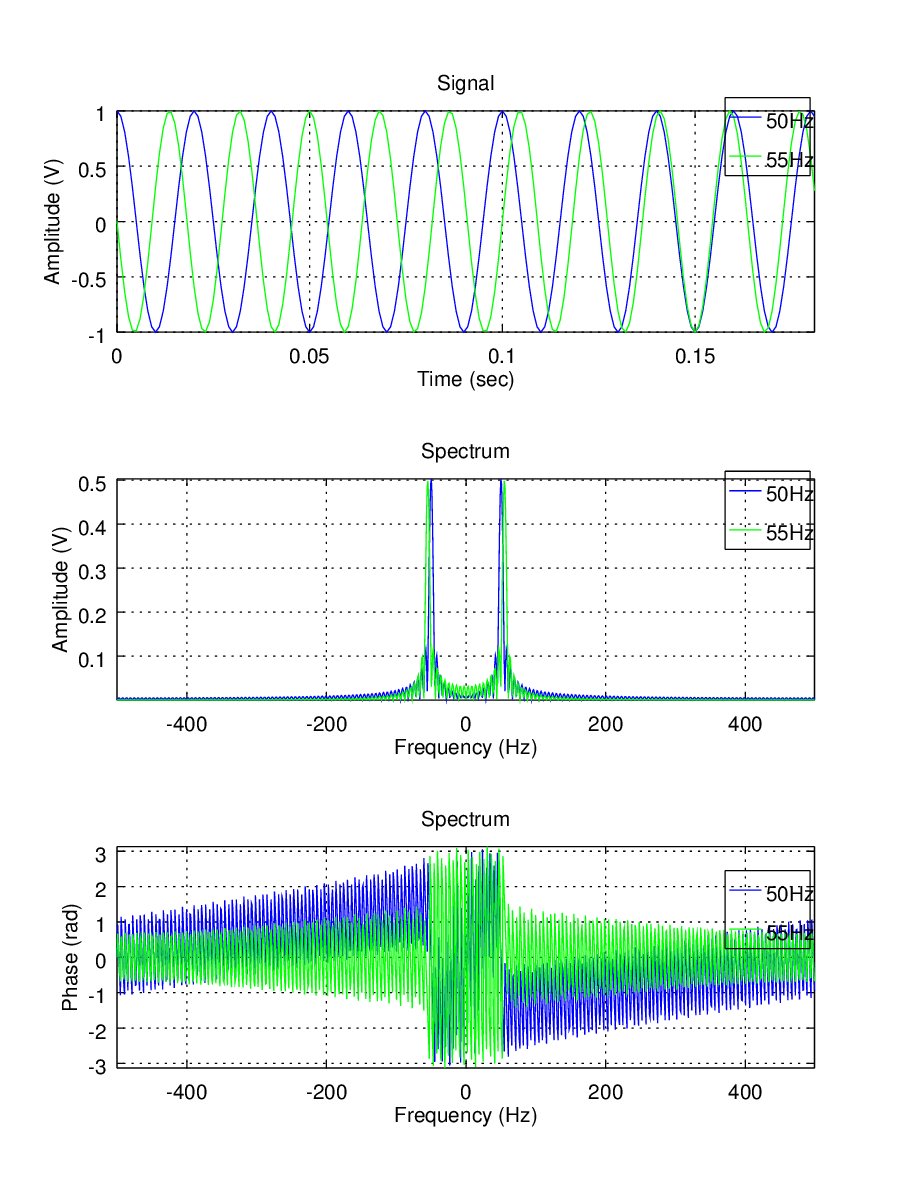 Signal
Amplitude (V)
1
0.5
0
-0.5
-1
50Hz
55Hz
0
0.05
0.1
0.15
Time (sec)
Spectrum
Amplitude (V)
0.5
0.4
0.3
0.2
0.1
50Hz
55Hz
-400
-200
0
200
400
Frequency (Hz)
Spectrum
Phase (rad)
3
2
1
0
-1
-2
-3
50Hz
55Hz
-400
-200
0
200
400
Frequency (Hz)